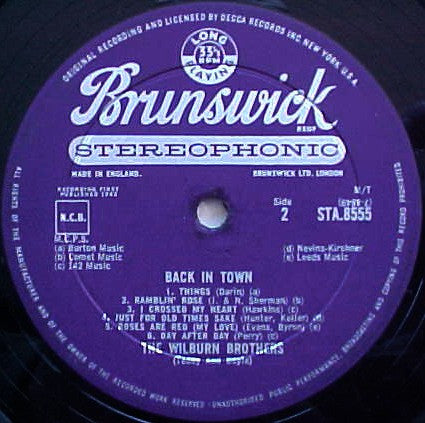 ORIGINAL RECORDING AND LICENSED BY DECCA RECORDS INC NEW YORK, U.S.A.
LONG
33⅓
RPM
PLAYING
Brunswick
REGD
STEREOPHONIC
MADE IN ENGLAND.
BRUNSWICK LTD. LONDON
RECORDING FIRST
PUBLISHED
M/T
N.C.B.
Side
2
STA.8555
M.C.P.S.
(a) Burton Music
(b) Comet Music
(c) 142 Music
(d) Nevins-Kirshner
(e) Leeds Music
BACK IN TOWN
1. THINGS (Darin) (a)
2. RAMBLIN' ROSE (J. & N. Sherman) (b)
3. I CROSSED MY HEART (Hawkins) (c)
4. JUST FOR OLD TIMES SAKE (Hunter, Keller)
5. ROSES ARE RED (MY LOVE) (Evans, Byron)
6. DAY AFTER DAY (Perry)
THE WILBURN BROTHERS
(Teddy and Doyle)
ALL RIGHTS OF THE MANUFACTURER AND OF THE OWNER OF THE RECORDED WORK RESERVED · UNAUTHORISED PUBLIC PERFORMANCE, BROADCASTING AND COPYING OF THIS RECORD PROHIBITED